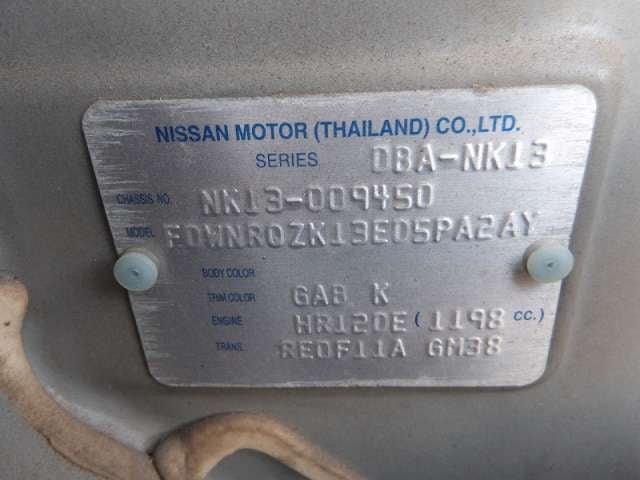 NISSAN MOTOR (THAILAND) CO.,LTD.
SERIES DBA-NK13
CHASSIS NO. NK13-009450
MODEL FDWNRQZK13EDSPA2AY
BODY COLOR
TRIM COLOR GAB K
ENGINE HR12DE (1198 cc.)
TRANS. RE0F11A GM38